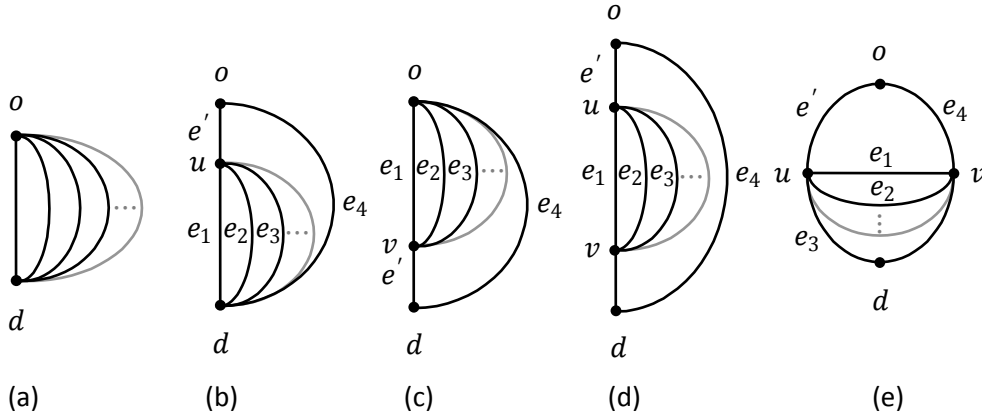 o
d
(a)
o
e′
u
e₁ e₂ e₃ ... e₄
d
(b)
o
e₁ e₂ e₃ ... e₄
v
e′
d
(c)
o
e′
u
e₁ e₂ e₃ ... e₄
v
d
(d)
o
e′ e₄
e₁
u v
e₂
⋮
e₃
d
(e)